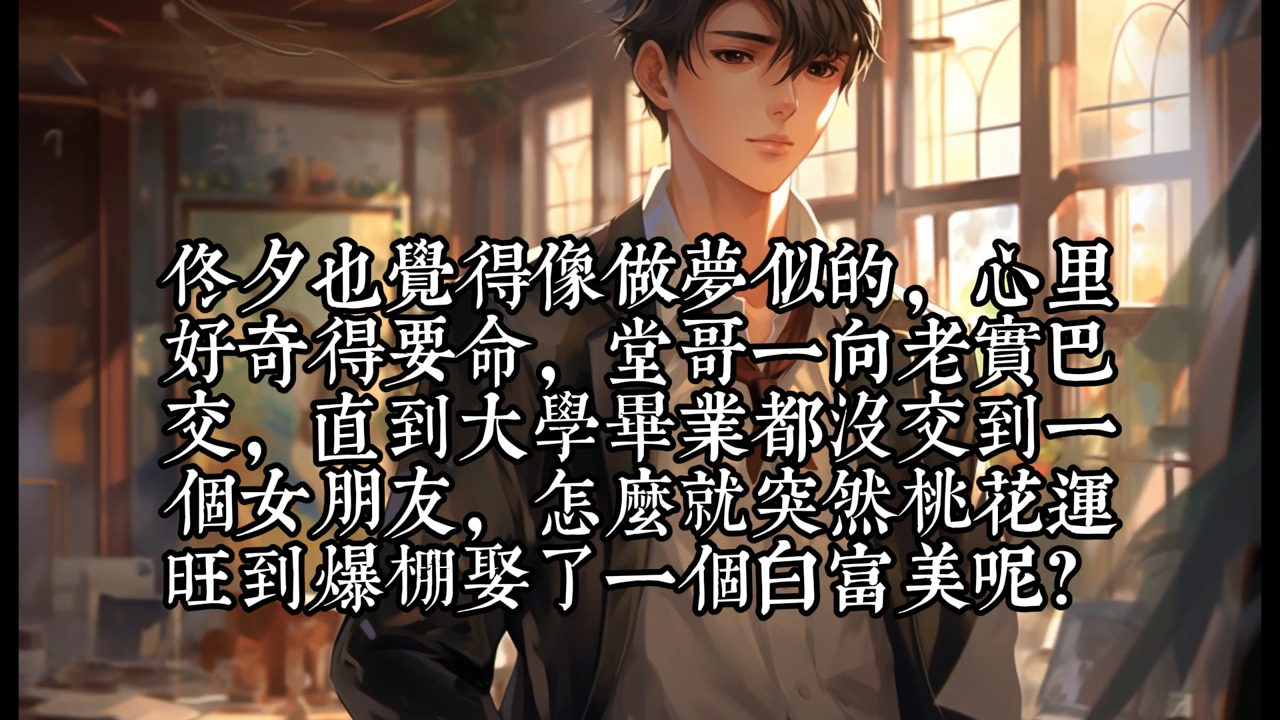 佟夕也覺得像做夢似的，心里
好奇得要命，堂哥一向老實巴
交，直到大學畢業都沒交到一
個女朋友，怎麼就突然桃花運
旺到爆棚娶了一個白富美呢？